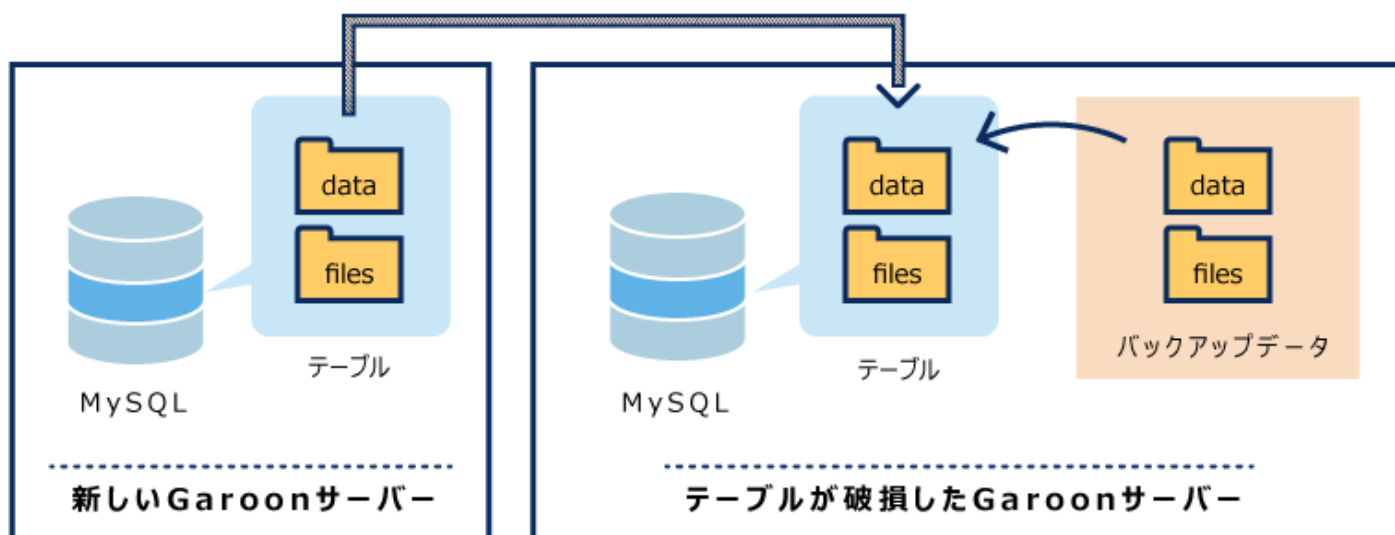 data
files
テーブル
MySQL
新しいGaroonサーバー
data
files
テーブル
MySQL
data
files
バックアップデータ
テーブルが破損したGaroonサーバー